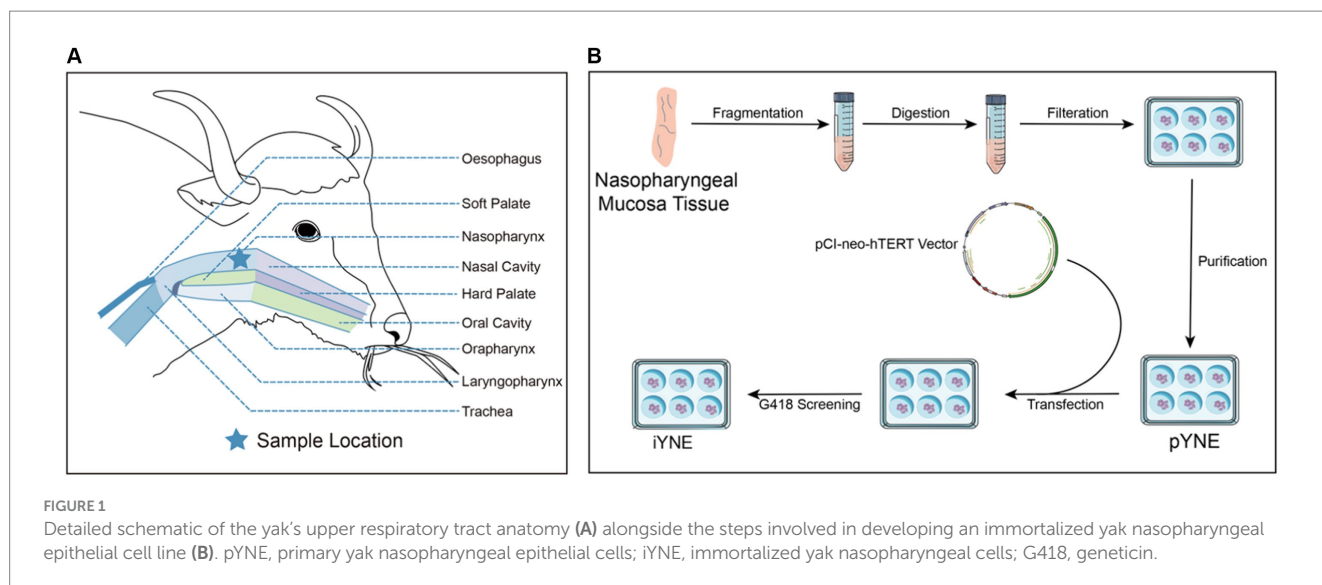 A
Oesophagus
Soft Palate
Nasopharynx
Nasal Cavity
Hard Palate
Oral Cavity
Orapharynx
Laryngopharynx
Trachea
Sample Location
B
Fragmentation
Digestion
Filteration
Nasopharyngeal
Mucosa Tissue
pCI-neo-hTERT Vector
Purification
G418 Screening
Transfection
iYNE
pYNE
FIGURE 1
Detailed schematic of the yak's upper respiratory tract anatomy (A) alongside the steps involved in developing an immortalized yak nasopharyngeal
epithelial cell line (B). pYNE, primary yak nasopharyngeal epithelial cells; iYNE, immortalized yak nasopharyngeal cells; G418, geneticin.